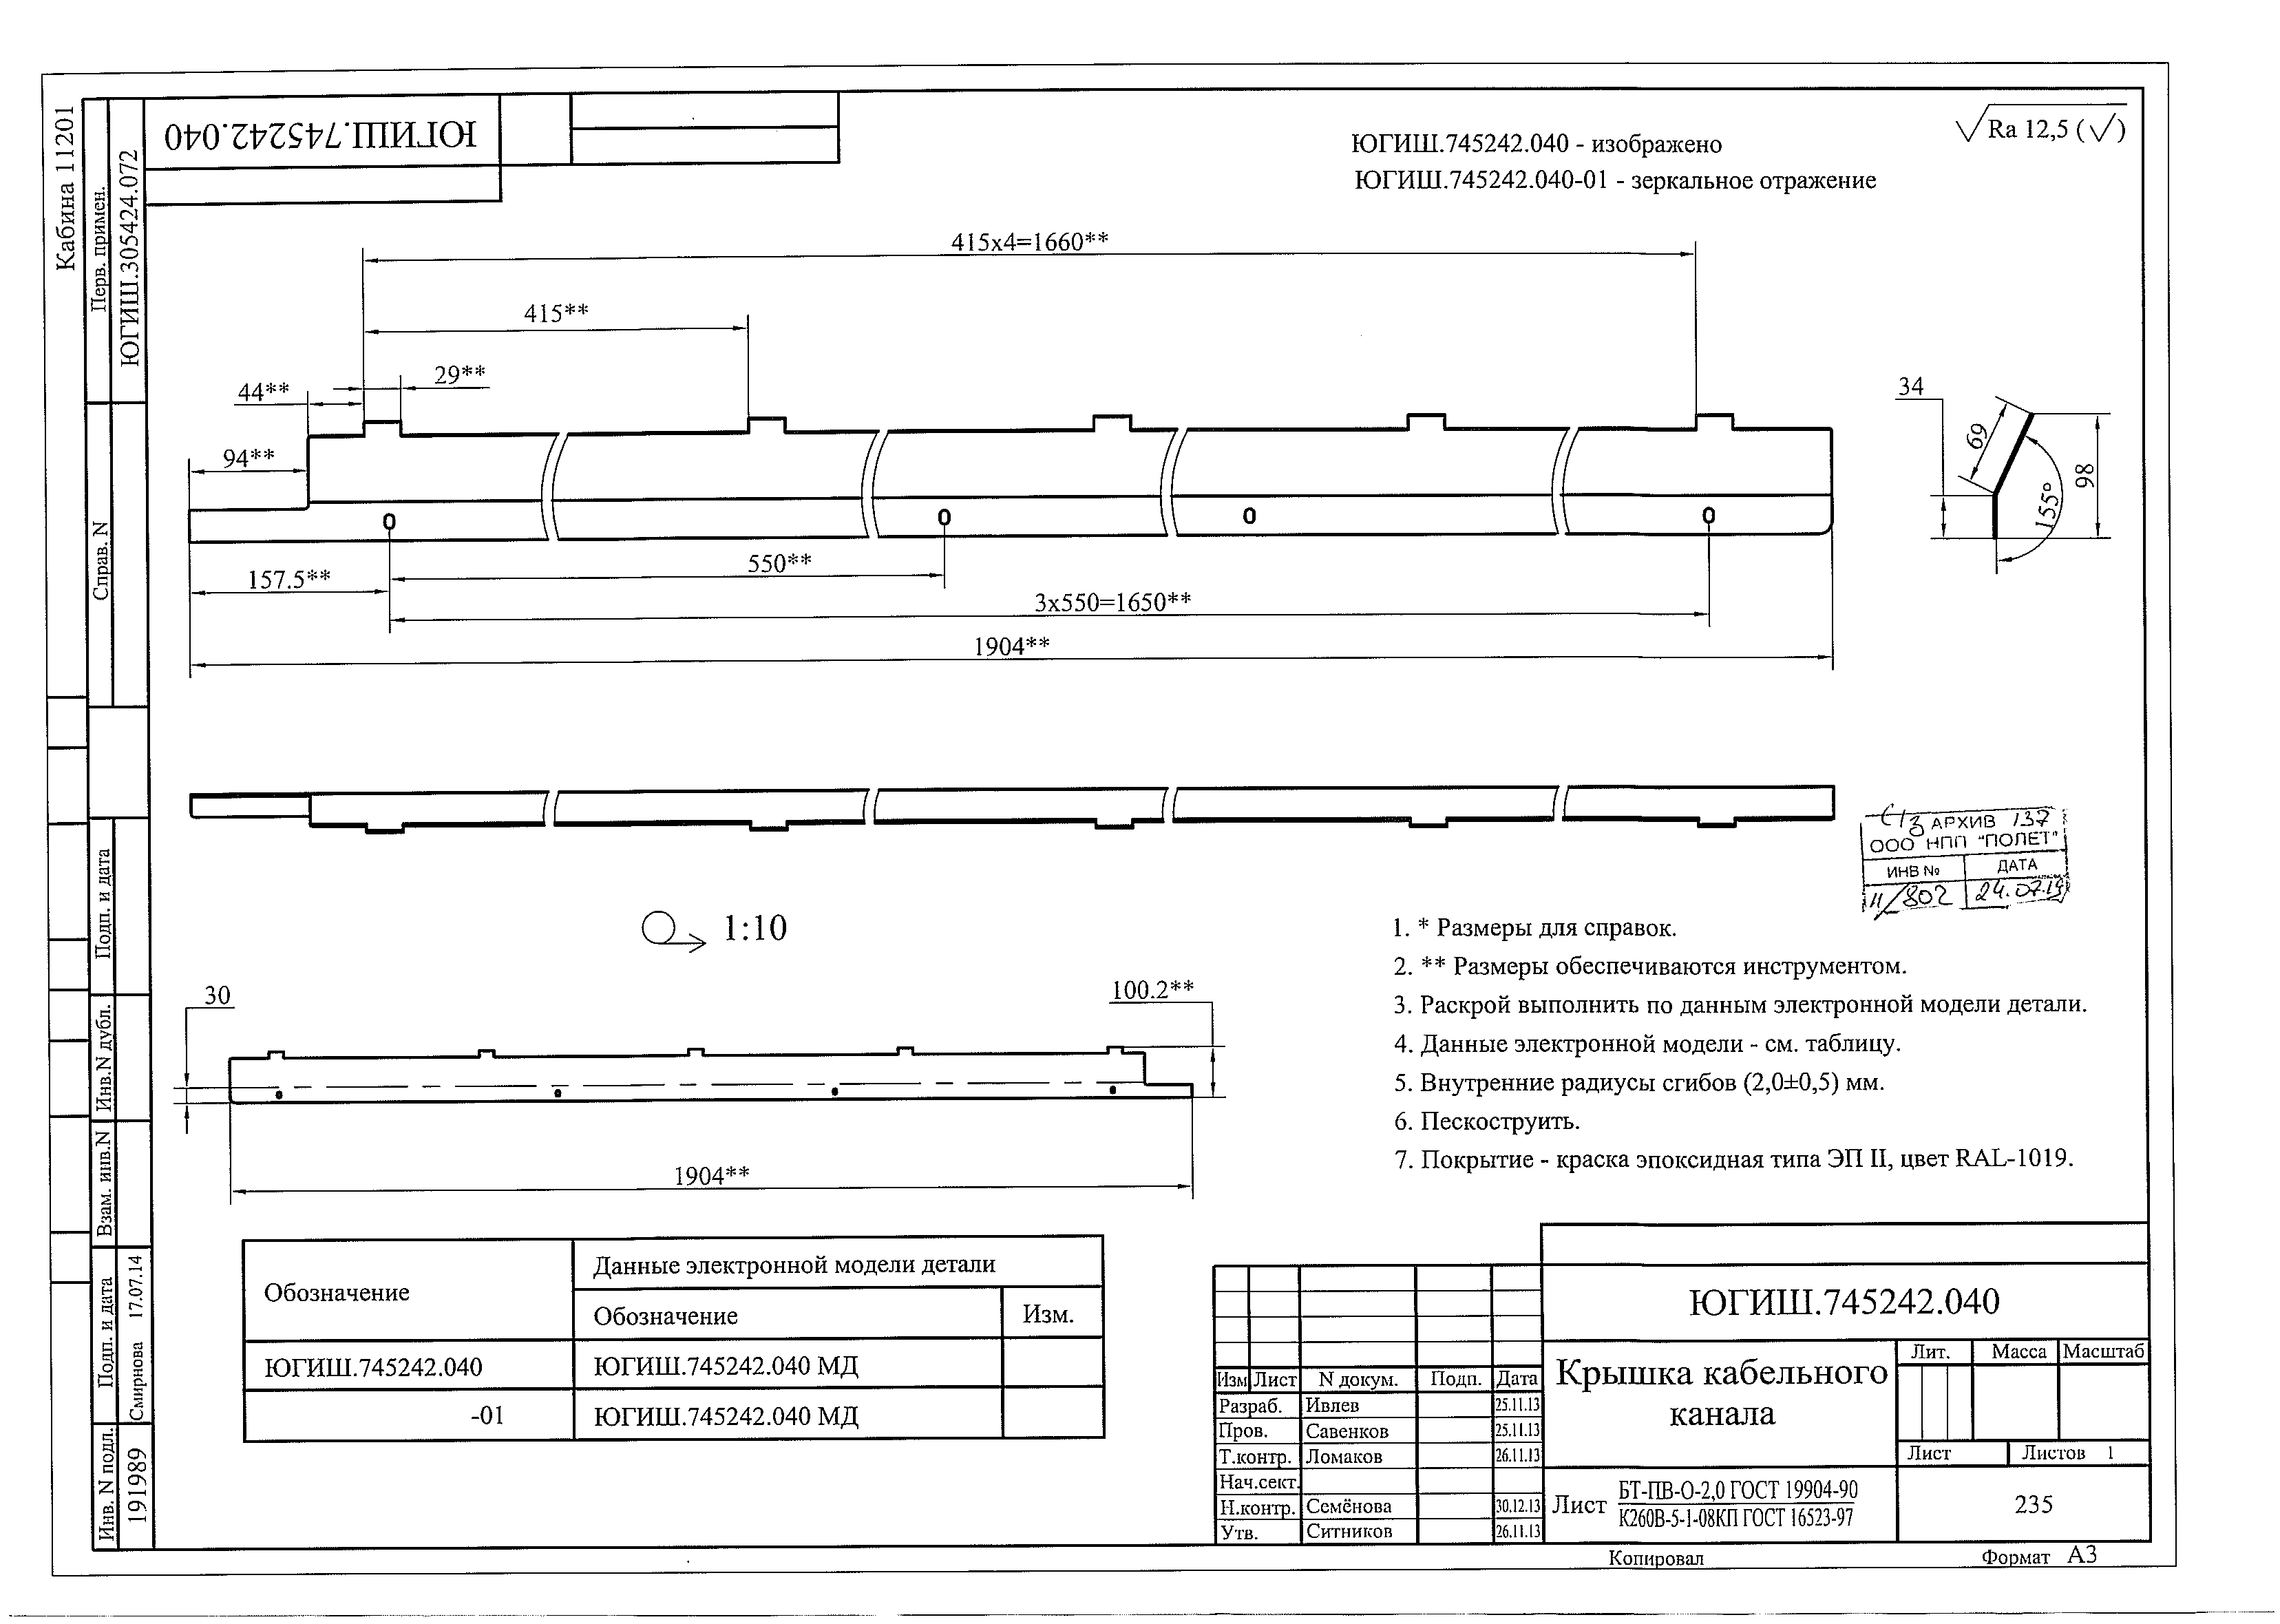 Кабина 11201
Перв. примен.
ЮГИШ.305424.072
Справ. N
Подп. и дата
Инв.N дубл.
Взам. инв.N
Подп. и дата
Смирнова 17.07.14
Инв. N подл.
191989
ЮГИШ.745242.040
ЮГИШ.745242.040 - изображено
ЮГИШ.745242.040-01 - зеркальное отражение
√Ra 12,5 (√)
415х4=1660**
415**
44**
29**
94**
157.5**
550**
3х550=1650**
1904**
34
69
155°
98
АРХИВ 137
ООО НПП "ПОЛЕТ"
ИНВ № ДАТА
11/802
1:10
30
100.2**
1904**
1. * Размеры для справок.
2. ** Размеры обеспечиваются инструментом.
3. Раскрой выполнить по данным электронной модели детали.
4. Данные электронной модели - см. таблицу.
5. Внутренние радиусы сгибов (2,0±0,5) мм.
6. Пескоструить.
7. Покрытие - краска эпоксидная типа ЭП II, цвет RAL-1019.
Обозначение
Данные электронной модели детали
Обозначение Изм.
ЮГИШ.745242.040 ЮГИШ.745242.040 МД
-01 ЮГИШ.745242.040 МД
ЮГИШ.745242.040
Изм Лист N докум. Подп. Дата
Разраб. Ивлев 25.11.13
Пров. Савенков 25.11.13
Т.контр. Ломаков 26.11.13
Нач.сект.
Н.контр. Семёнова 30.12.13
Утв. Ситников 26.11.13
Крышка кабельного
канала
Лит. Масса Масштаб
Лист Листов 1
Лист
БТ-ПВ-О-2,0 ГОСТ 19904-90
К260В-5-1-08КП ГОСТ 16523-97
235
Копировал
Формат А3